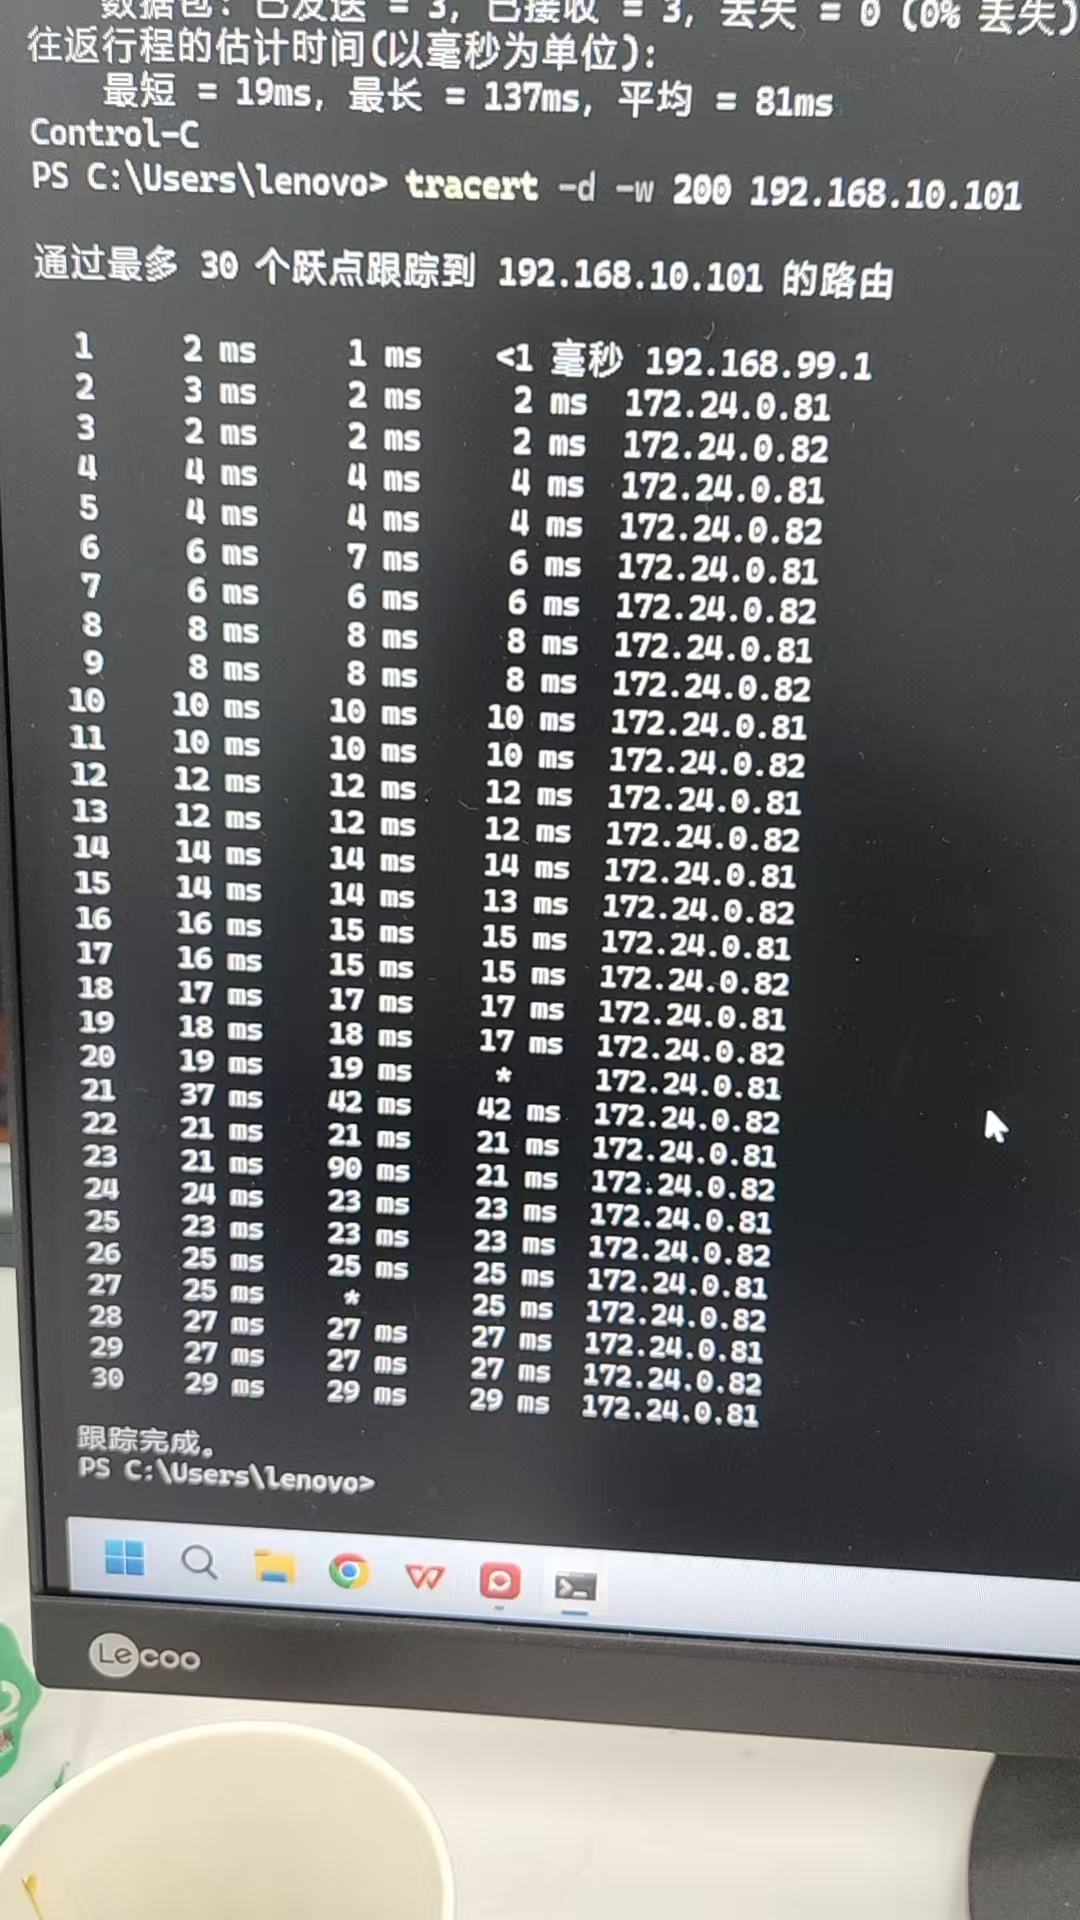 数据包: 已发送 = 3, 已接收 = 3, 丢失 = 0 (0% 丢失)
往返行程的估计时间(以毫秒为单位):
最短 = 19ms, 最长 = 137ms, 平均 = 81ms
Control-C
PS C:\Users\lenovo> tracert -d -w 200 192.168.10.101
通过最多 30 个跃点跟踪到 192.168.10.101 的路由
1 2 ms 1 ms <1 毫秒 192.168.99.1
2 3 ms 2 ms 2 ms 172.24.0.81
3 2 ms 2 ms 2 ms 172.24.0.82
4 4 ms 4 ms 4 ms 172.24.0.81
5 4 ms 4 ms 4 ms 172.24.0.82
6 6 ms 7 ms 6 ms 172.24.0.81
7 6 ms 6 ms 6 ms 172.24.0.82
8 8 ms 8 ms 8 ms 172.24.0.81
9 8 ms 8 ms 8 ms 172.24.0.82
10 10 ms 10 ms 10 ms 172.24.0.81
11 10 ms 10 ms 10 ms 172.24.0.82
12 12 ms 12 ms 12 ms 172.24.0.81
13 12 ms 12 ms 12 ms 172.24.0.82
14 14 ms 14 ms 14 ms 172.24.0.81
15 14 ms 14 ms 13 ms 172.24.0.82
16 16 ms 15 ms 15 ms 172.24.0.81
17 16 ms 15 ms 15 ms 172.24.0.82
18 17 ms 17 ms 17 ms 172.24.0.81
19 18 ms 18 ms 17 ms 172.24.0.82
20 19 ms 19 ms * 172.24.0.81
21 37 ms 42 ms 42 ms 172.24.0.82
22 21 ms 21 ms 21 ms 172.24.0.81
23 21 ms 90 ms 21 ms 172.24.0.82
24 24 ms 23 ms 23 ms 172.24.0.81
25 23 ms 23 ms 23 ms 172.24.0.82
26 25 ms 25 ms 25 ms 172.24.0.81
27 25 ms * 25 ms 172.24.0.82
28 27 ms 27 ms 27 ms 172.24.0.81
29 27 ms 27 ms 27 ms 172.24.0.82
30 29 ms 29 ms 29 ms 172.24.0.81
跟踪完成。
PS C:\Users\lenovo>
Lecoo